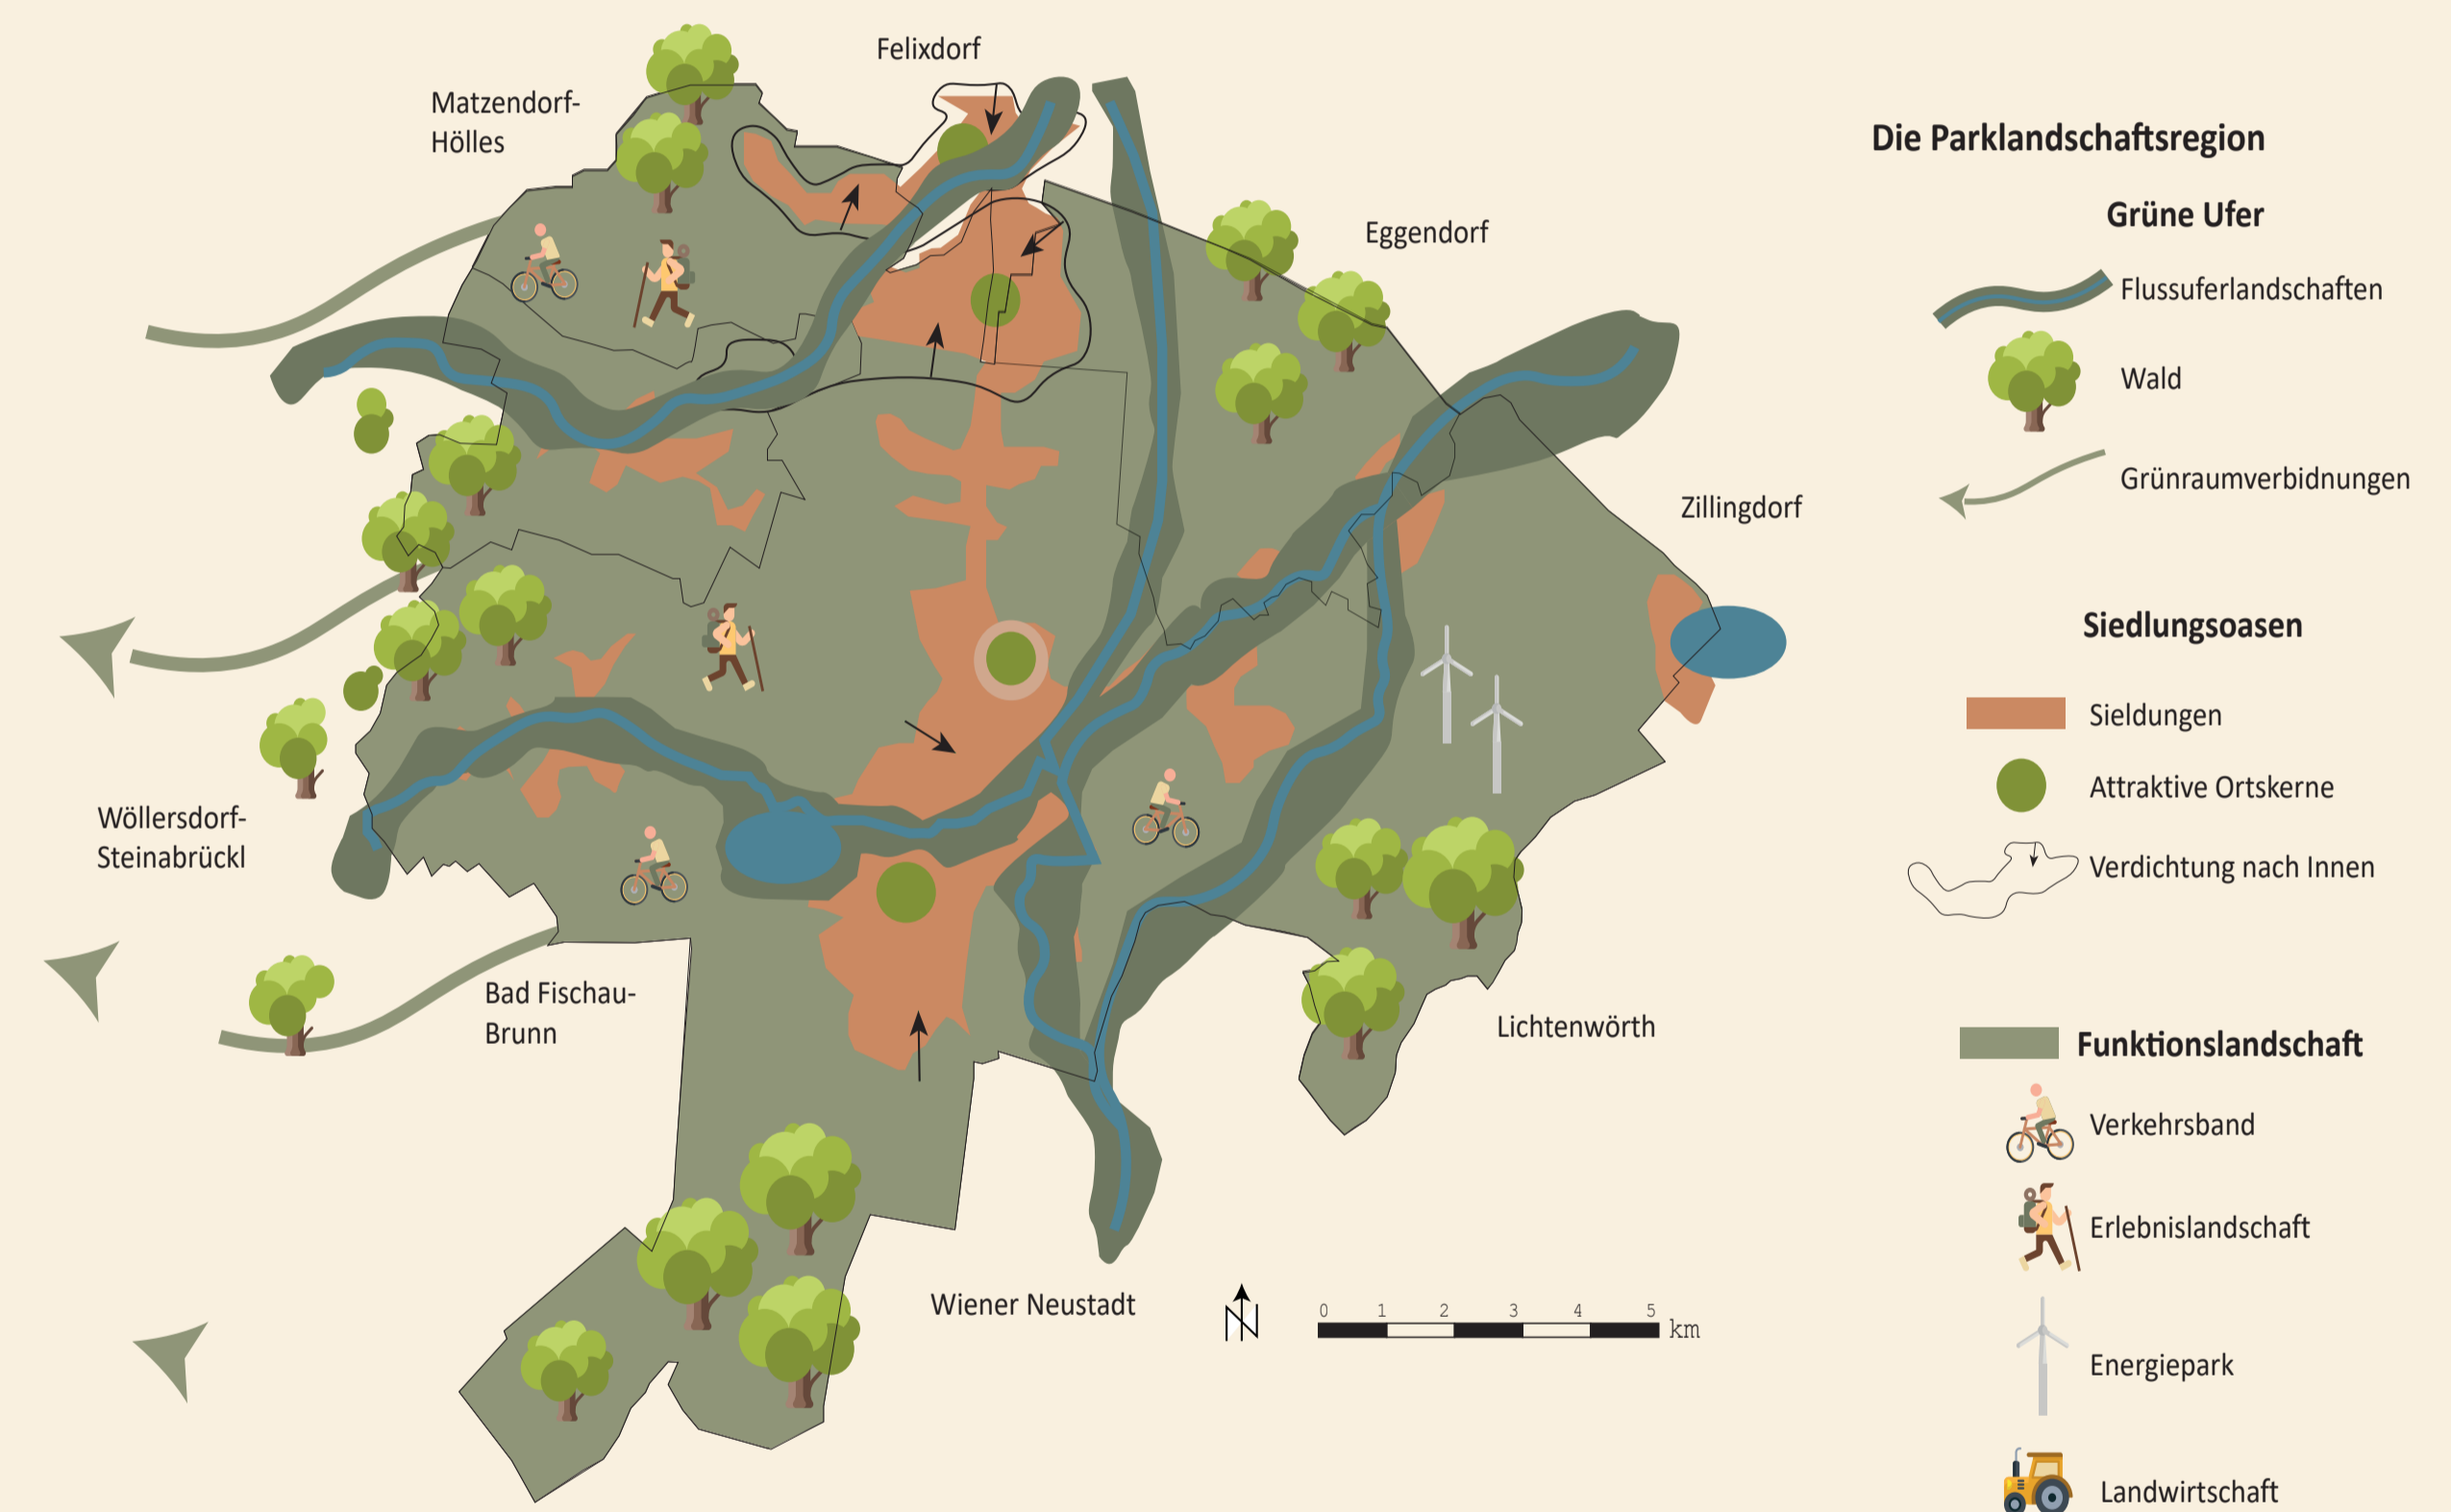 Felixdorf
Matzendorf-
Hölles
Eggendorf
Zillingdorf
Wöllersdorf-
Steinabrückl
Bad Fischau-
Brunn
Lichtenwörth
Wiener Neustadt
N
0 1 2 3 4 5
km
Die Parklandschaftsregion
Grüne Ufer
Flussuferlandschaften
Wald
Grünraumverbidnungen
Siedlungsoasen
Sieldungen
Attraktive Ortskerne
Verdichtung nach Innen
Funktionslandschaft
Verkehrsband
Erlebnislandschaft
Energiepark
Landwirtschaft